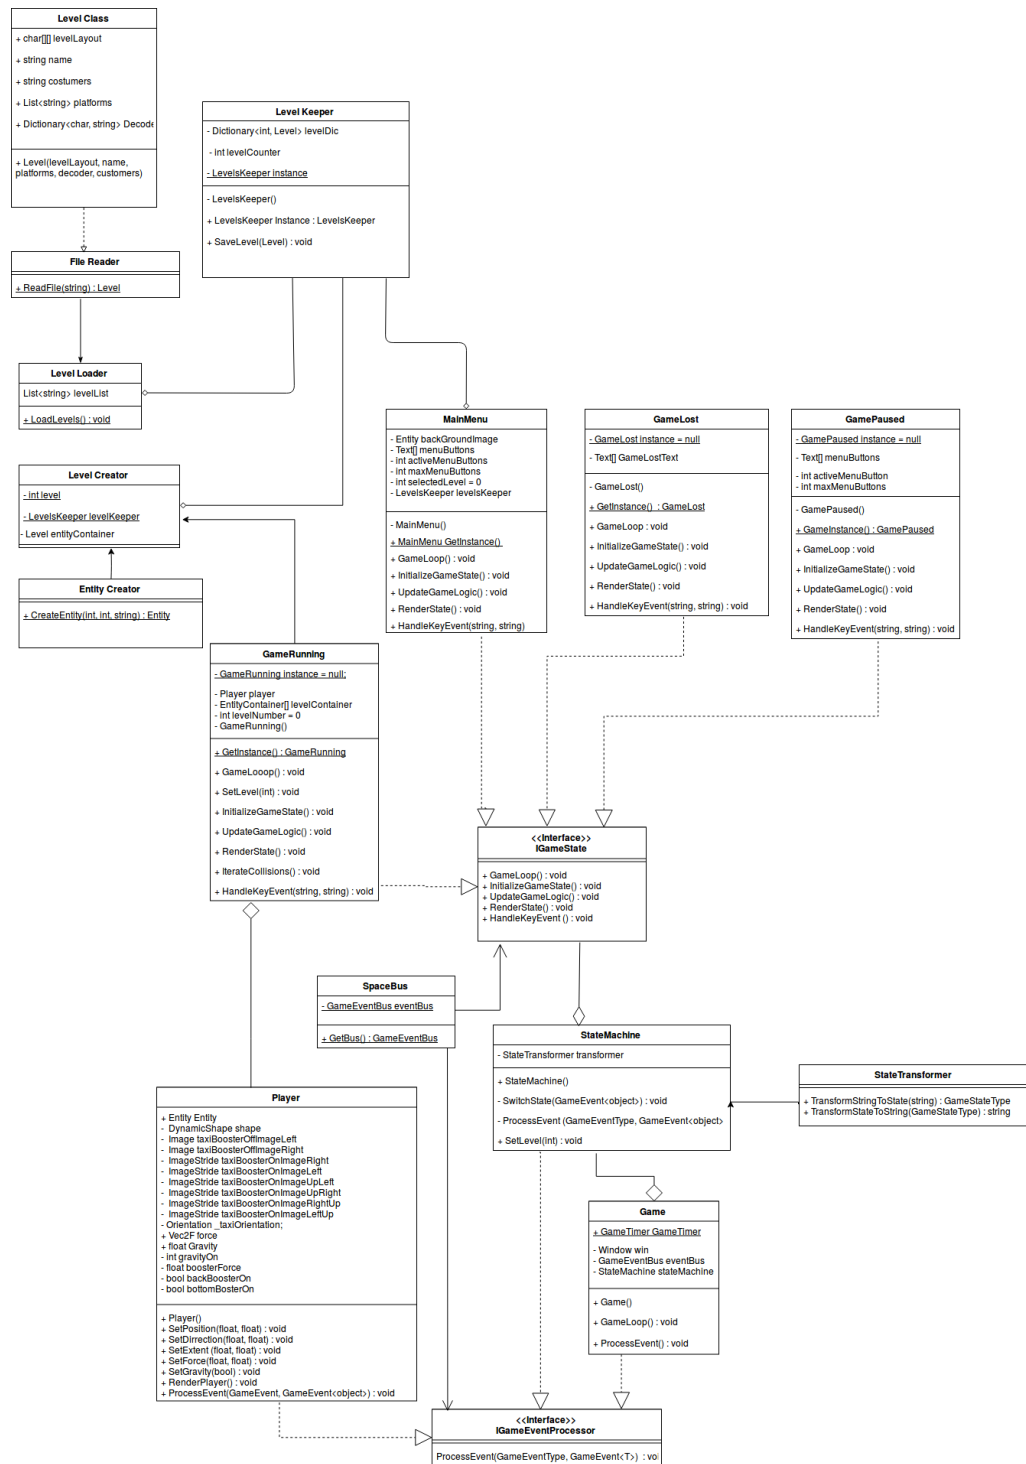 Level Class
+ char[][] levelLayout
+ string name
+ string costumers
+ List<string> platforms
+ Dictionary<char, string> Decode
+ Level(levelLayout, name,
platforms, decoder, customers)
Level Keeper
- Dictionary<int, Level> levelDic
- int levelCounter
- LevelsKeeper instance
- LevelsKeeper()
+ LevelsKeeper Instance : LevelsKeeper
+ SaveLevel(Level) : void
File Reader
+ ReadFile(string) : Level
Level Loader
List<string> levelList
+ LoadLevels() : void
Level Creator
- int level
- LevelsKeeper levelKeeper
- Level entityContainer
Entity Creator
+ CreateEntity(int, int, string) : Entity
MainMenu
- Entity backGroundImage
- Text[] menuButtons
- int activeMenuButtons
- int maxMenuButtons
- int selectedLevel = 0
- LevelsKeeper levelsKeeper
- MainMenu()
+ MainMenu GetInstance()
+ GameLoop() : void
+ InitializeGameState() : void
+ UpdateGameLogic() : void
+ RenderState() : void
+ HandleKeyEvent(string, string)
GameLost
- GameLost instance = null
- Text[] GameLostText
- GameLost()
+ GetInstance() : GameLost
+ GameLoop : void
+ InitializeGameState() : void
+ UpdateGameLogic() : void
+ RenderState() : void
+ HandleKeyEvent(string, string) : void
GamePaused
- GamePaused instance = null
- Text[] menuButtons
- int activeMenuButton
- int maxMenuButtons
- GamePaused()
+ GameInstance() : GamePaused
+ GameLoop : void
+ InitializeGameState() : void
+ UpdateGameLogic() : void
+ RenderState() : void
+ HandleKeyEvent(string, string) : void
GameRunning
- GameRunning instance = null;
- Player player
- EntityContainer[] levelContainer
- int levelNumber = 0
- GameRunning()
+ GetInstance() : GameRunning
+ GameLooop() : void
+ SetLevel(int) : void
+ InitializeGameState() : void
+ UpdateGameLogic() : void
+ RenderState() : void
+ IterateCollisions() : void
+ HandleKeyEvent(string, string) : void
<<Interface>>
IGameState
+ GameLoop() : void
+ InitializeGameState() : void
+ UpdateGameLogic() : void
+ RenderState() : void
+ HandleKeyEvent () : void
SpaceBus
- GameEventBus eventBus
+ GetBus() : GameEventBus
StateMachine
- StateTransformer transformer
+ StateMachine()
- SwitchState(GameEvent<object>) : void
- ProcessEvent (GameEventType, GameEvent<object>
+ SetLevel(int) : void
StateTransformer
+ TransformStringToState(string) : GameStateType
+ TransformStateToString(GameStateType) : string
Player
+ Entity Entity
- DynamicShape shape
- Image taxiBoosterOffImageLeft
- Image taxiBoosterOffImageRight
- ImageStride taxiBoosterOnImageRight
- ImageStride taxiBoosterOnImageLeft
- ImageStride taxiBoosterOnImageUpLeft
- ImageStride taxiBoosterOnImageUpRight
- ImageStride taxiBoosterOnImageRightUp
- ImageStride taxiBoosterOnImageLeftUp
- Orientation _taxiOrientation;
+ Vec2F force
+ float Gravity
- int gravityOn
- float boosterForce
- bool backBoosterOn
- bool bottomBosterOn
+ Player()
+ SetPosition(float, float) : void
+ SetDirrection(float, float) : void
+ SetExtent (float, float) : void
+ SetForce(float, float) : void
+ SetGravity(bool) : void
+ RenderPlayer() : void
+ ProcessEvent(GameEvent, GameEvent<object>) : void
Game
+ GameTimer GameTimer
- Window win
- GameEventBus eventBus
- StateMachine stateMachine
+ Game()
+ GameLoop() : void
+ ProcessEvent() : void
<<Interface>>
IGameEventProcessor
ProcessEvent(GameEventType, GameEvent<T>) : voi